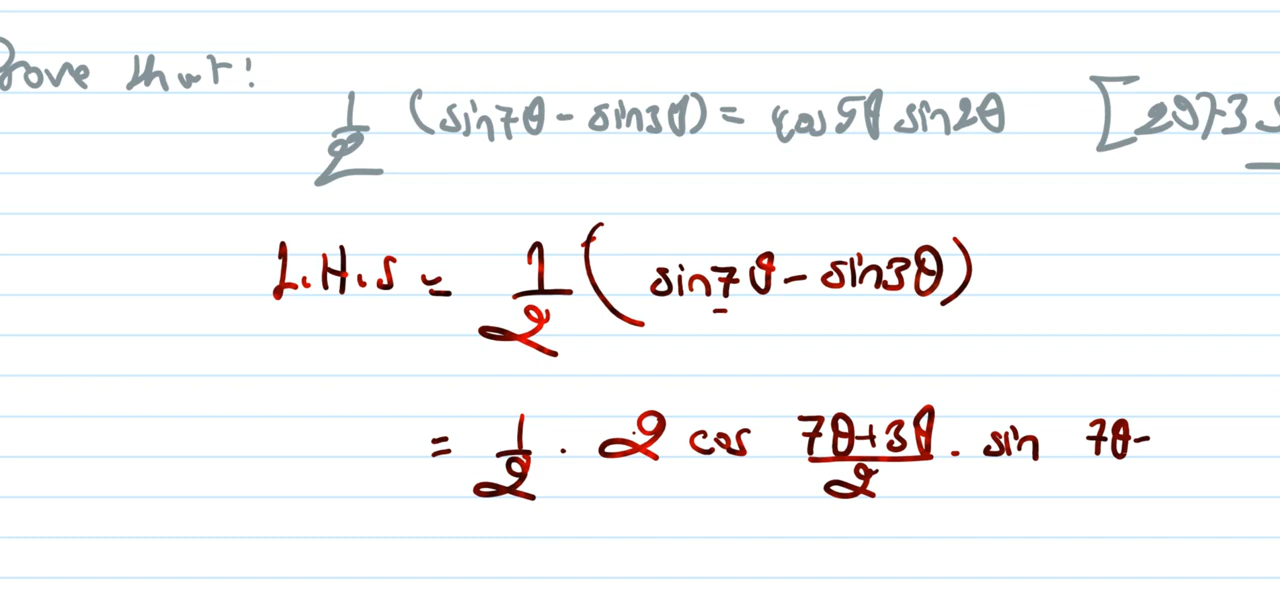 Prove that:
1/2 (sin7θ - sin3θ) = cos5θ sin2θ [2073 S
L.H.S = 1/2 ( sin7θ - sin3θ)
= 1/2 . 2 cos (7θ+3θ)/2 . sin 7θ-